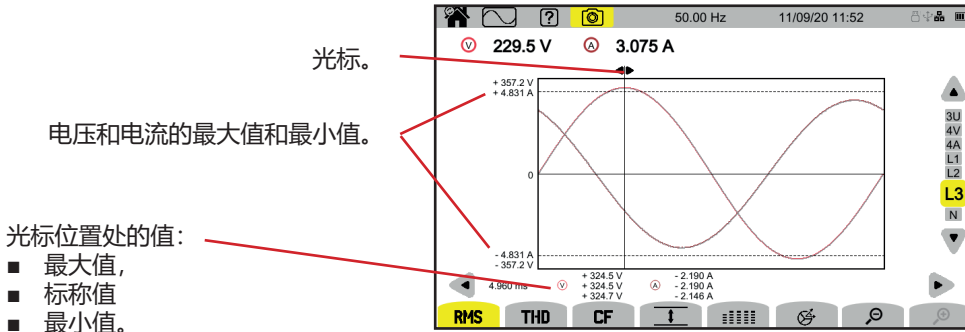 50.00 Hz 11/09/20 11:52
V 229.5 V A 3.075 A
光标。
+ 357.2 V
+ 4.831 A
电压和电流的最大值和最小值。
0
- 4.831 A
- 357.2 V
3U
4V
4A
L1
L2
L3
N
光标位置处的值：
■ 最大值，
■ 标称值
■ 最小值。
4.960 ms
V
+ 324.5 V
+ 324.5 V
+ 324.7 V
A
- 2.190 A
- 2.190 A
- 2.146 A
RMS THD CF